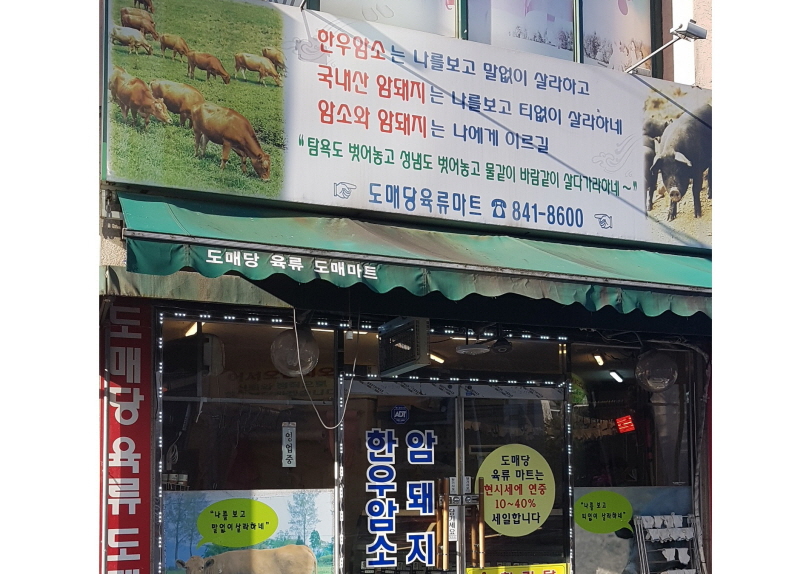 한우암소는 나를보고 말없이 살라하고
국내산 암돼지는 나를보고 티없이 살라하네
암소와 암돼지는 나에게 이르길
"탐욕도 벗어놓고 성냄도 벗어놓고 물같이 바람같이 살다가라하네~"
도매당육류마트 ☎ 841-8600
도매당 육류 도매마트
도매당 육류 도
영업중
ADT
암돼지
한우암소
도매당
육류 마트는
현시세에 연중
10~40%
세일합니다
"나를 보고
말없이살라하네"
"나를 보고
티없이 살라하네"